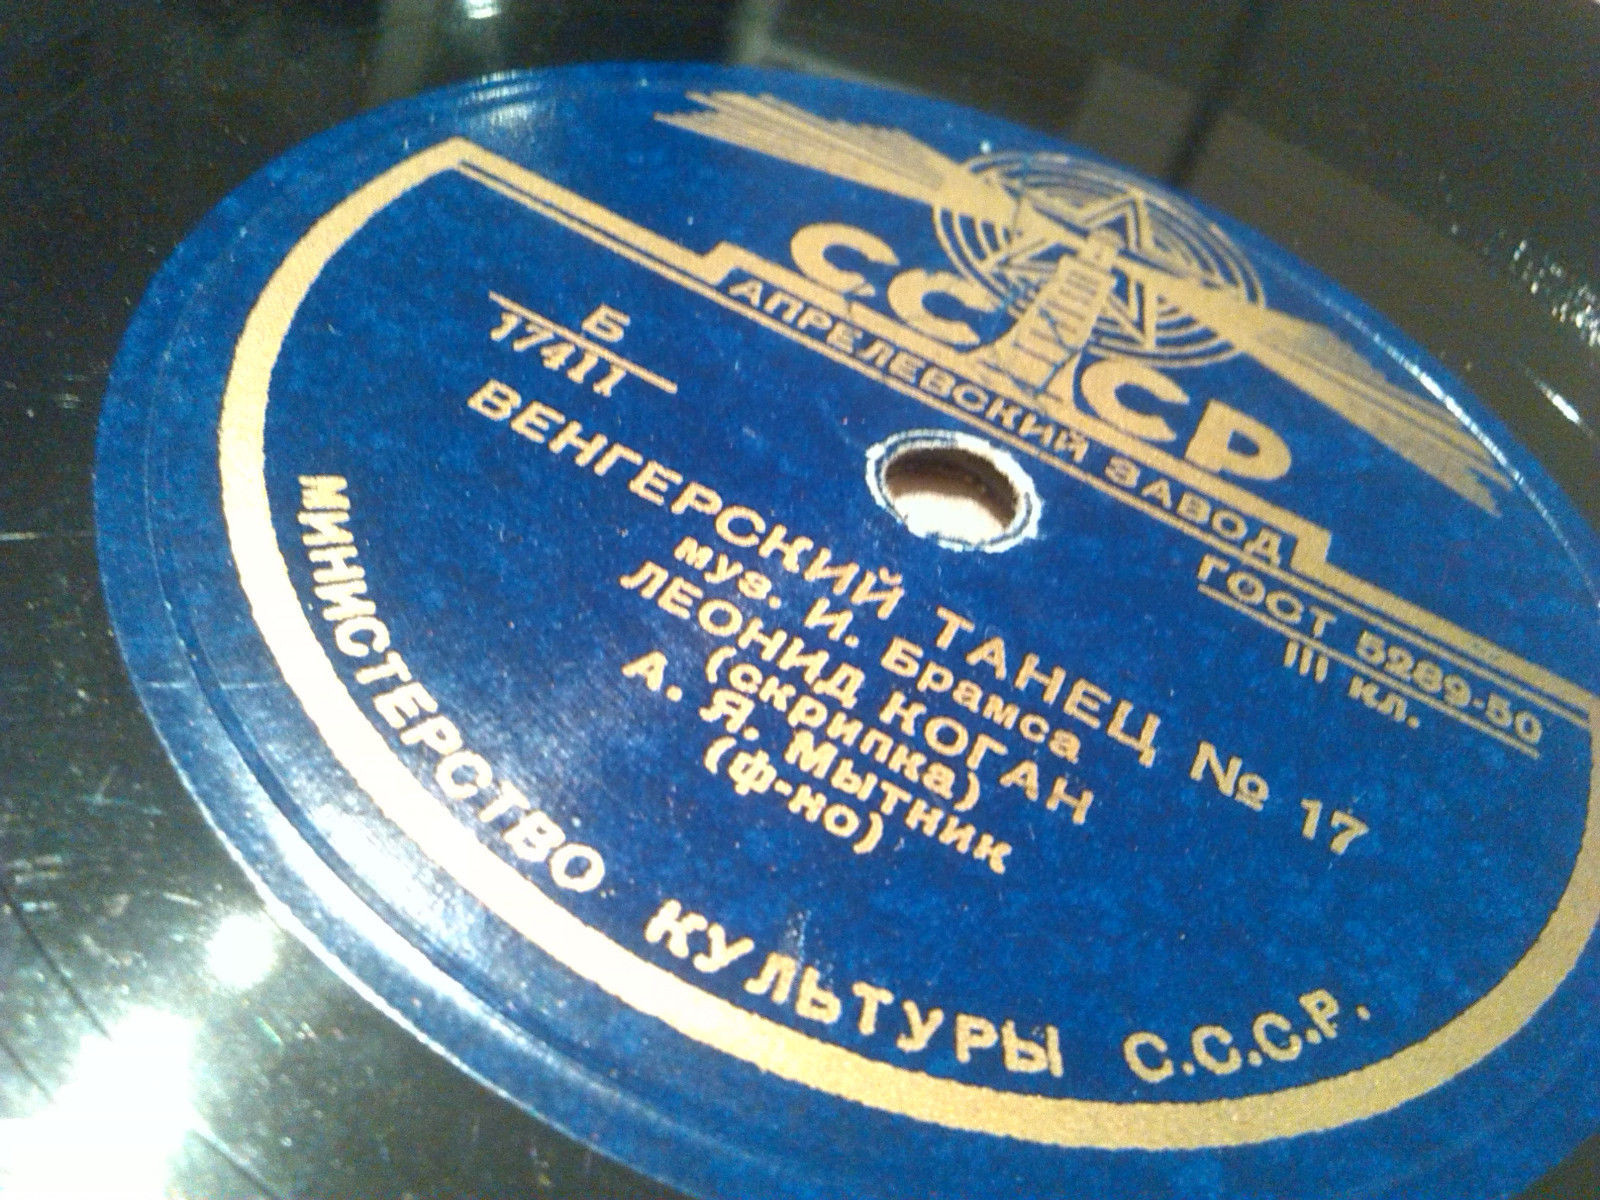 СССР
АПРЕЛЕВСКИЙ ЗАВОД
ГОСТ 5289-50
III кл.
Б
17411
ВЕНГЕРСКИЙ ТАНЕЦ № 17
муз. И. Брамса
ЛЕОНИД КОГАН
(скрипка)
А. Я. Мытник
(ф-но)
МИНИСТЕРСТВО КУЛЬТУРЫ С.С.С.Р.